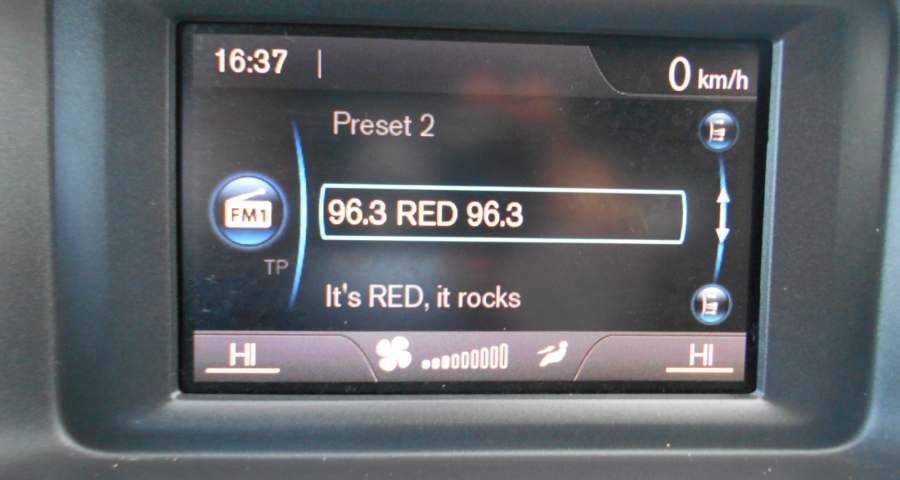 16:37 | 0 km/h
Preset 2
FM1
96.3 RED 96.3
TP
It's RED, it rocks
HI HI